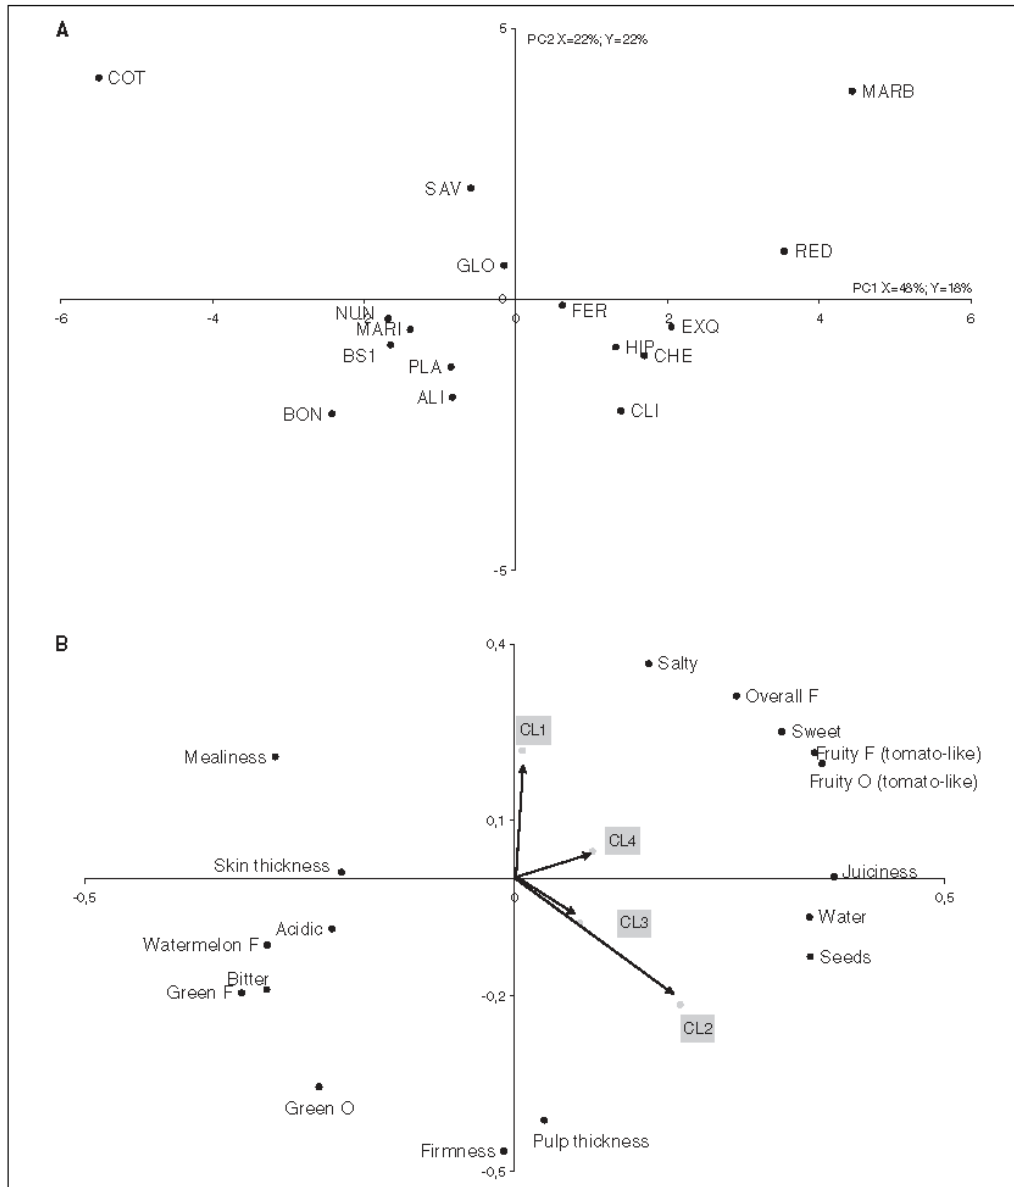 A
5
PC2 X=22%; Y=22%
COT
MARB
SAV
RED
GLO
PC1 X=48%; Y=18%
-6
-4
-2
0
2
4
6
NUN
FER
MARI
EXQ
BS1
HIP
CHE
PLA
ALI
BON
CLI
-5
B
0,4
Salty
Overall F
CL1
Sweet
Mealiness
Fruity F (tomato-like)
Fruity O (tomato-like)
0,1
CL4
Skin thickness
Juiciness
-0,5
0
0,5
CL3
Water
Acidic
Watermelon F
Seeds
Bitter
Green F
-0,2
CL2
Green O
Pulp thickness
Firmness
-0,5